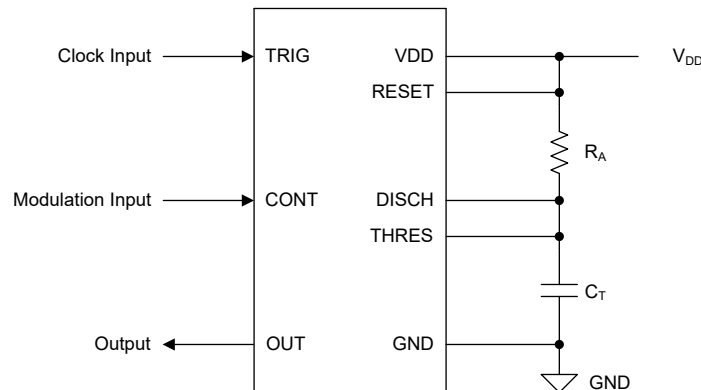 Clock Input TRIG VDD V_DD
RESET
R_A
Modulation Input CONT DISCH
THRES
C_T
Output OUT GND
GND